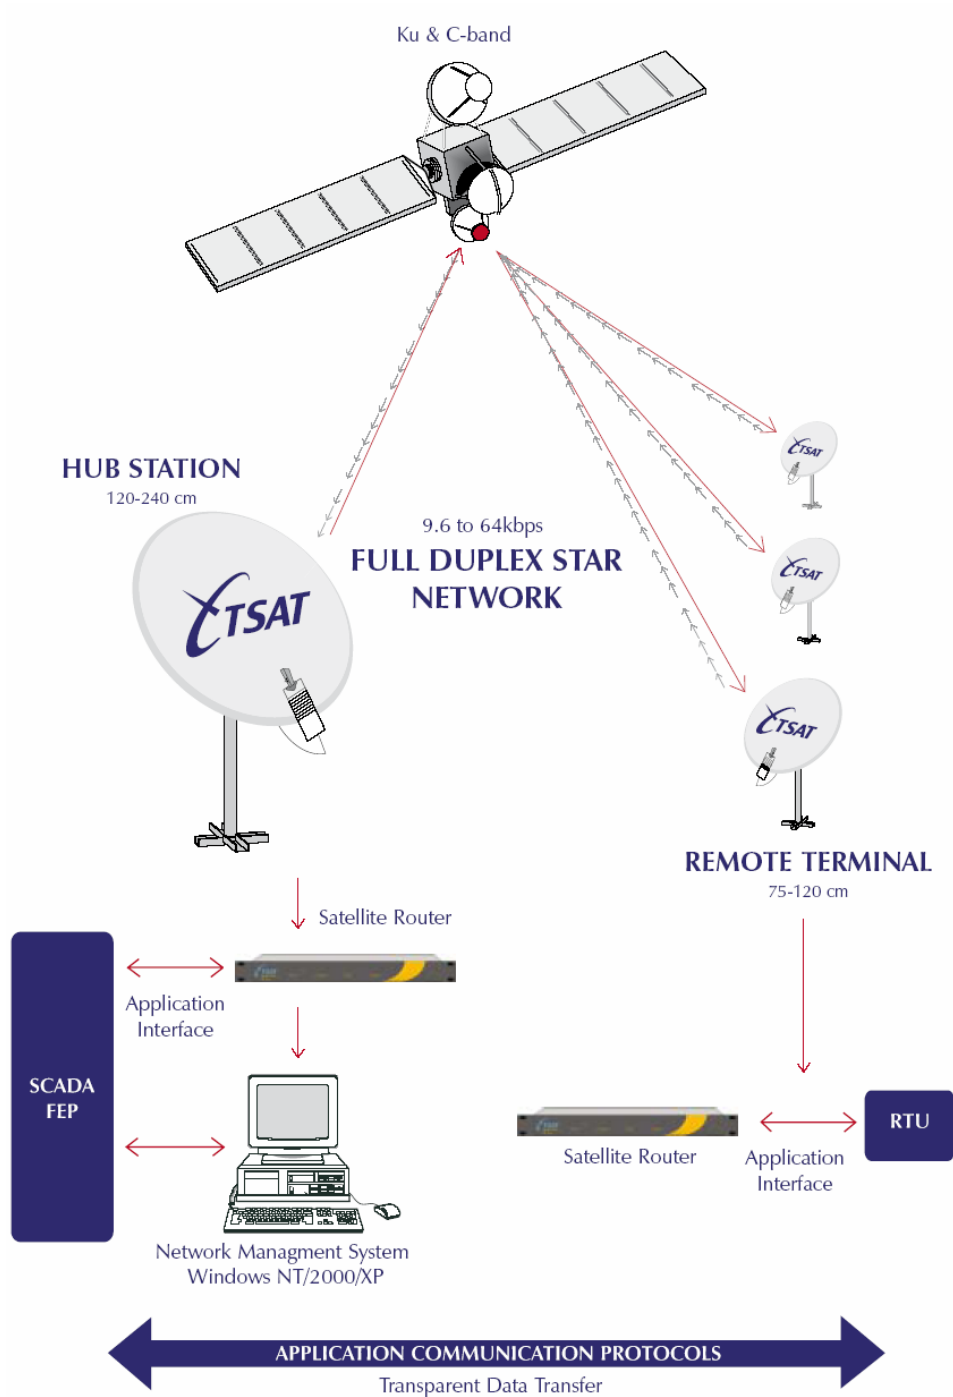 Ku & C-band
HUB STATION
120-240 cm
9.6 to 64kbps
FULL DUPLEX STAR
NETWORK
TSAT
TSAT
TSAT
TSAT
REMOTE TERMINAL
75-120 cm
Satellite Router
Application
Interface
SCADA
FEP
RTU
Satellite Router
Application
Interface
Network Managment System
Windows NT/2000/XP
APPLICATION COMMUNICATION PROTOCOLS
Transparent Data Transfer